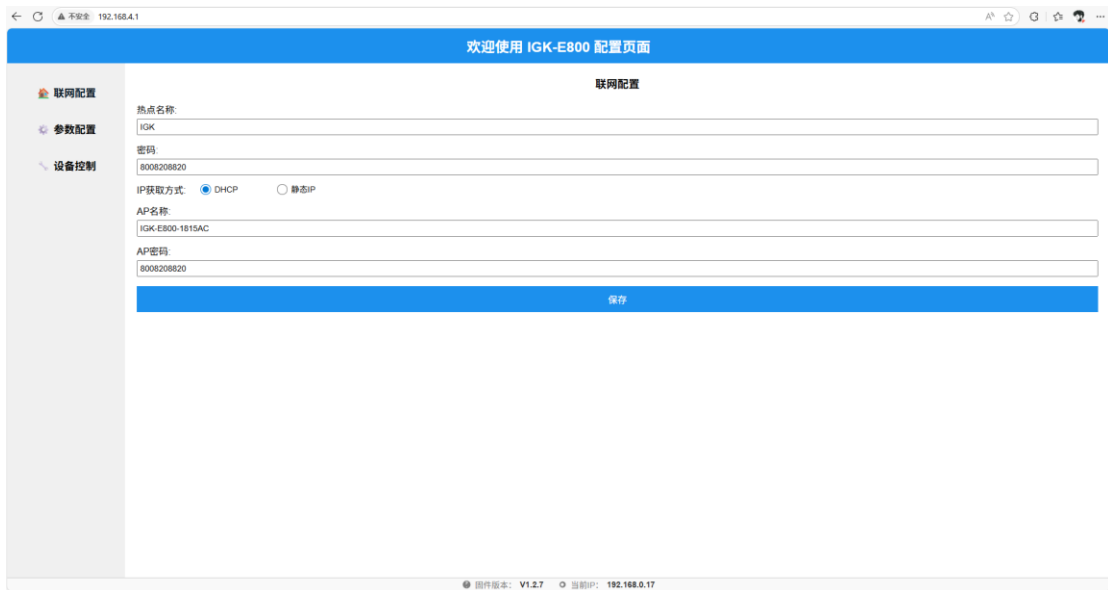 不安全 192.168.4.1
欢迎使用 IGK-E800 配置页面
联网配置
参数配置
设备控制
联网配置
热点名称:
IGK
密码:
8008208820
IP获取方式: DHCP 静态IP
AP名称:
IGK-E800-1815AC
AP密码:
8008208820
保存
固件版本: V1.2.7 当前IP: 192.168.0.17